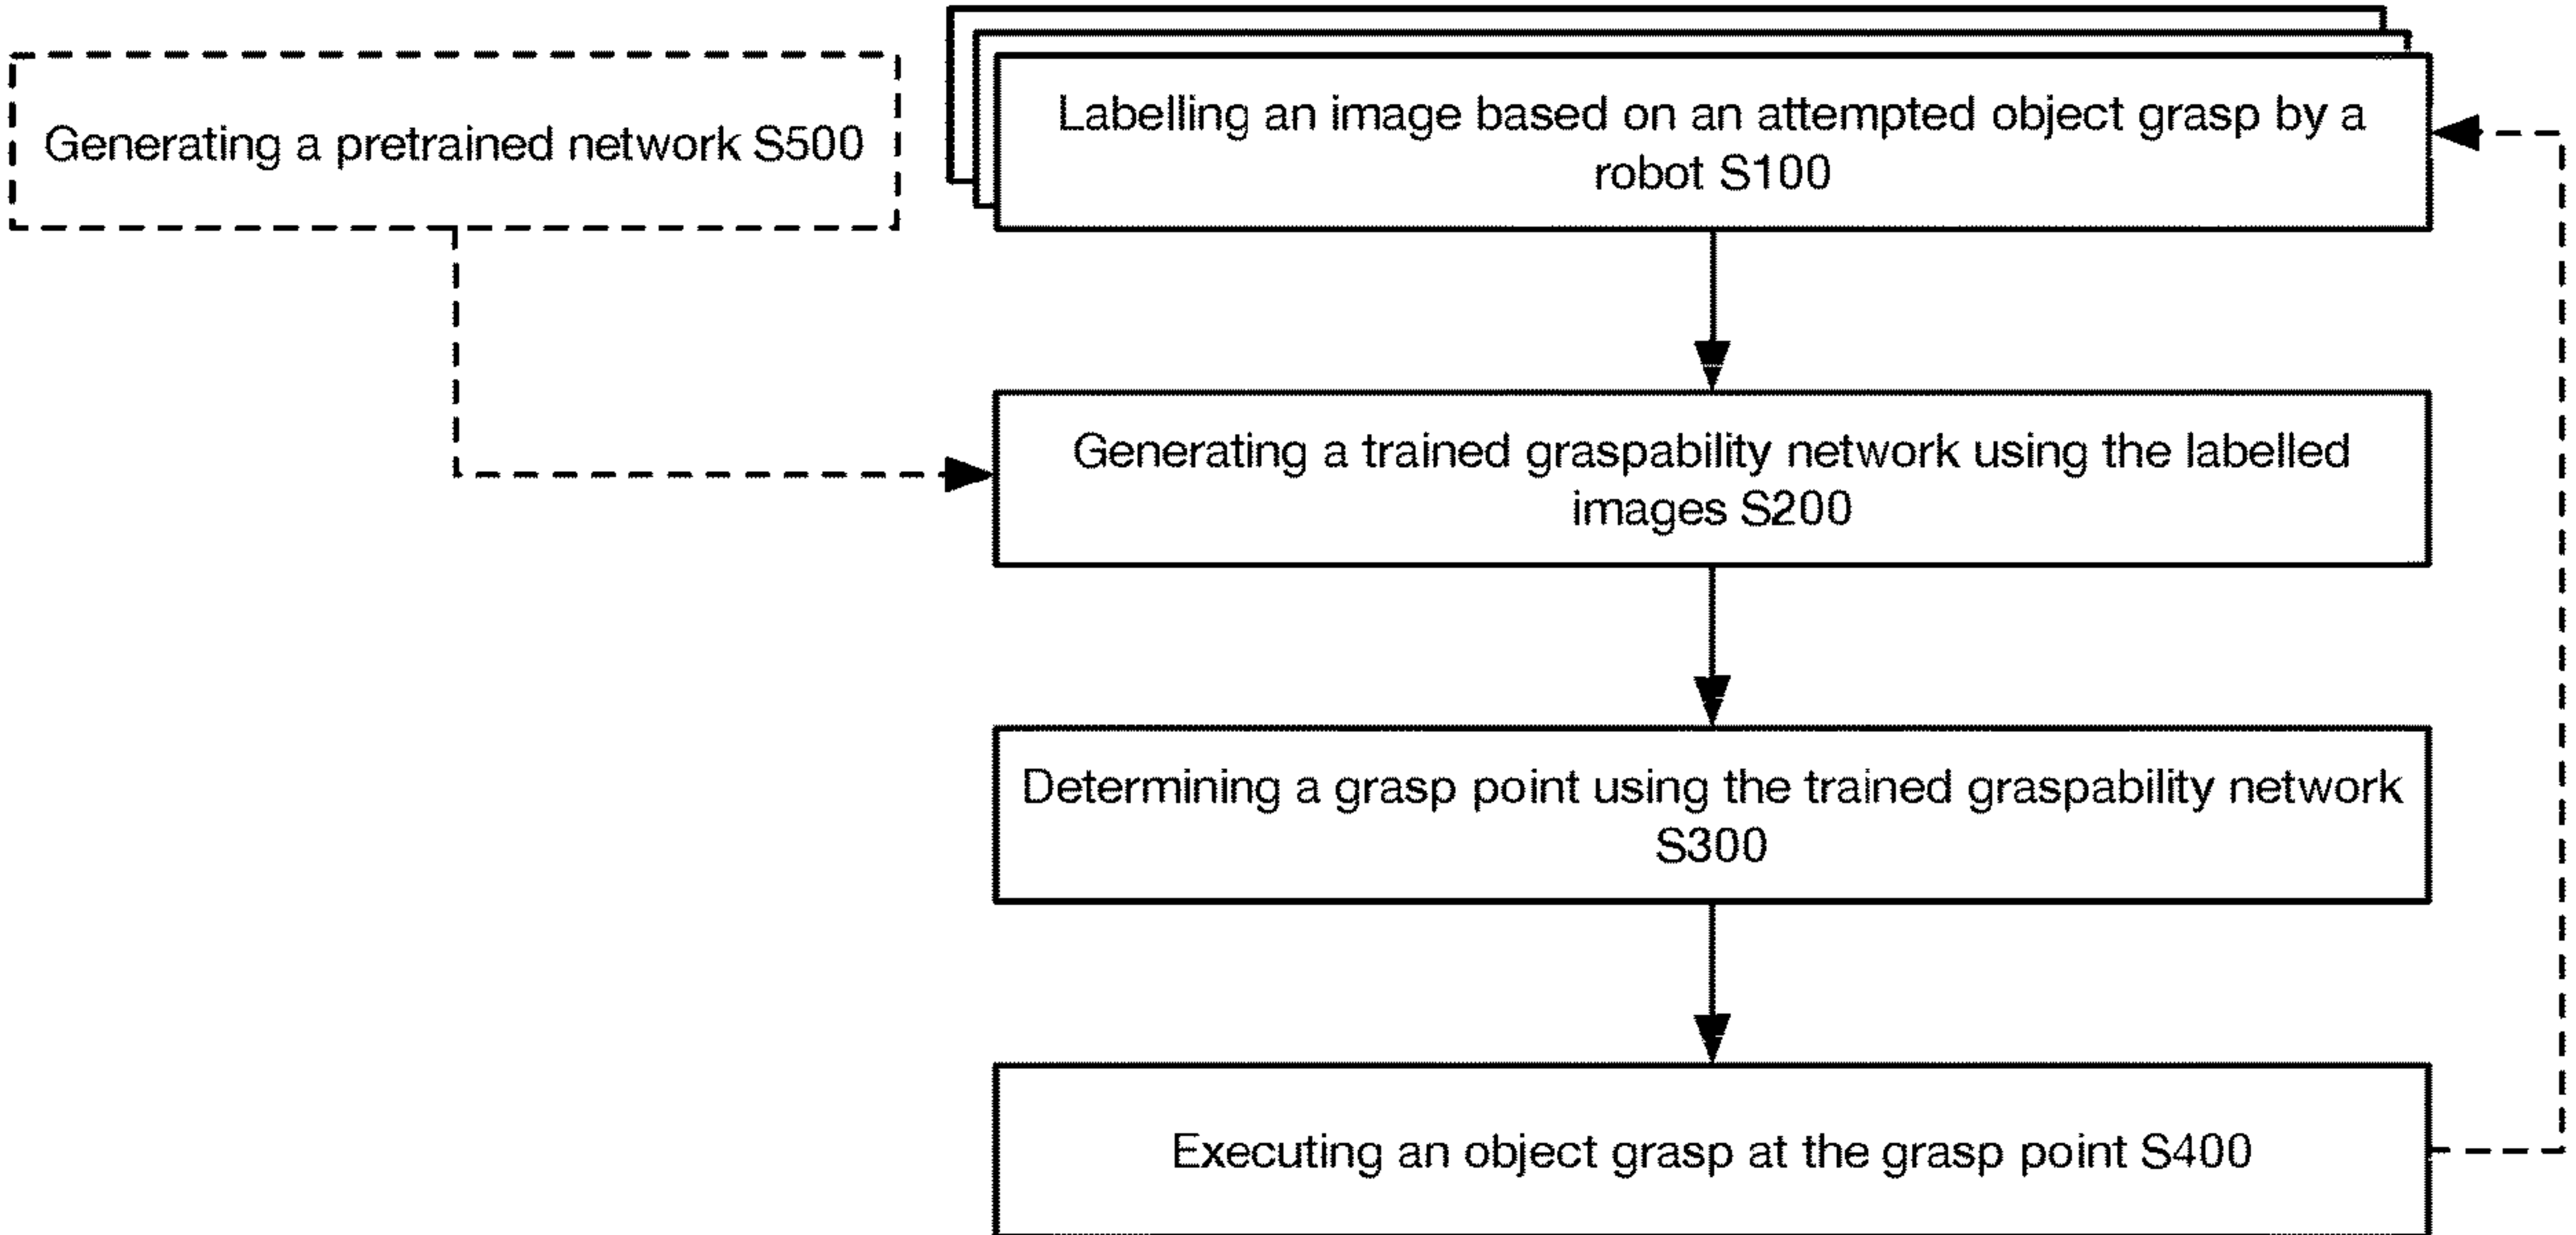 Generating a pretrained network S500
Labelling an image based on an attempted object grasp by a
robot S100
Generating a trained graspability network using the labelled
images S200
Determining a grasp point using the trained graspability network
S300
Executing an object grasp at the grasp point S400